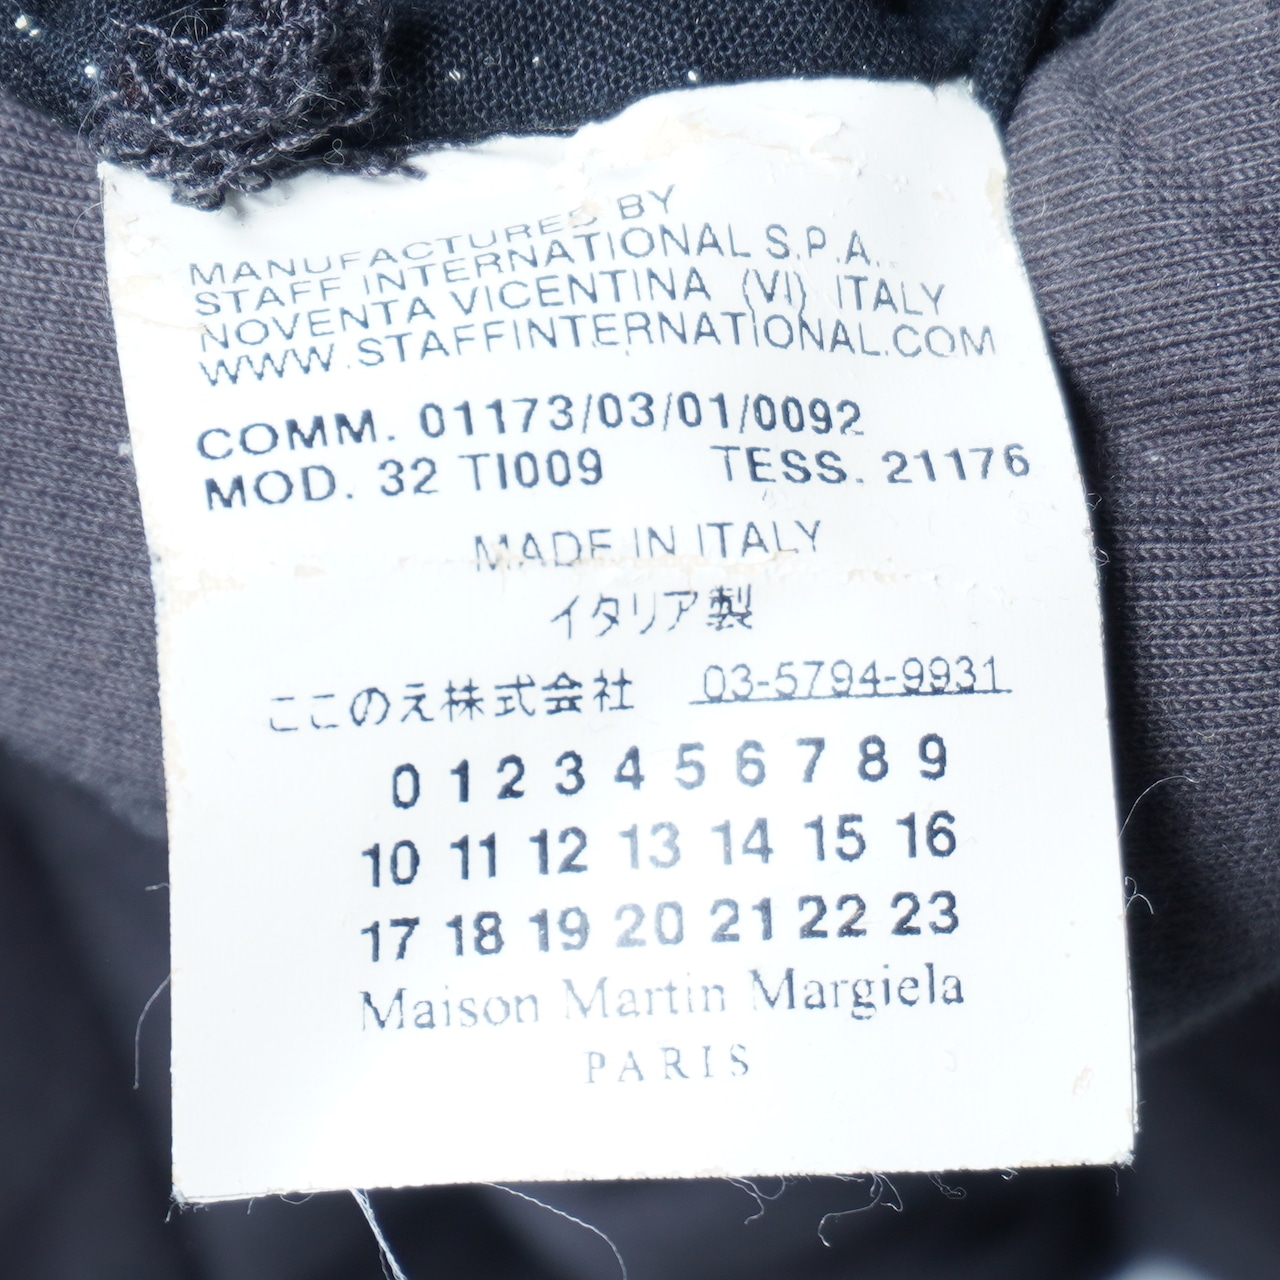 MANUFACTURED BY
STAFF INTERNATIONAL S.P.A.
NOVENTA VICENTINA (VI) ITALY
WWW.STAFFINTERNATIONAL.COM
COMM. 01173/03/01/0092
MOD. 32 TI009 TESS. 21176
MADE IN ITALY
イタリア製
ここのえ株式会社 03-5794-9931
0 1 2 3 4 5 6 7 8 9
10 11 12 13 14 15 16
17 18 19 20 21 22 23
Maison Martin Margiela
PARIS